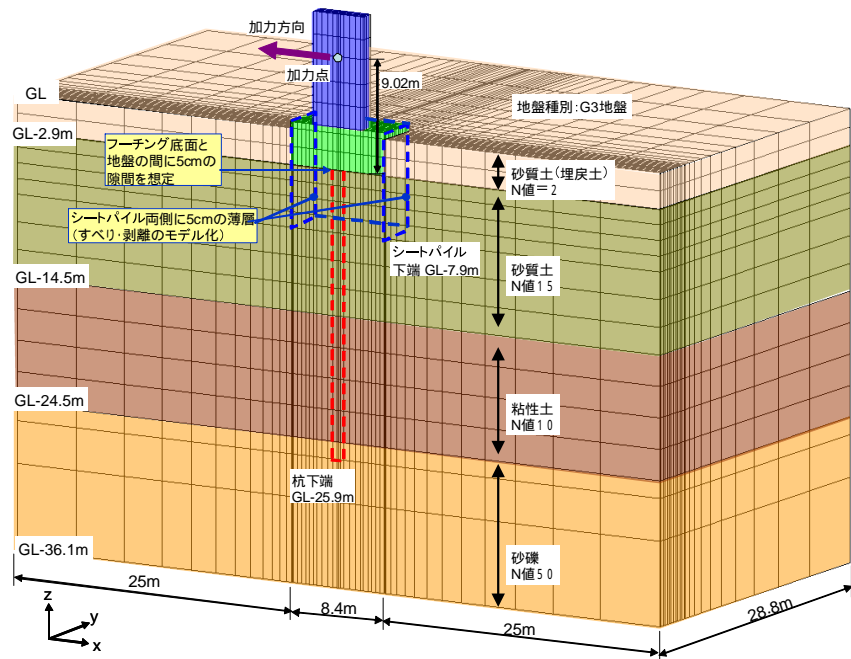 加力方向
加力点
9.02m
GL
地盤種別:G3地盤
GL-2.9m
フーチング底面と
地盤の間に5cmの
隙間を想定
砂質土(埋戻土)
N値=2
シートパイル両側に5cmの薄層
(すべり・剥離のモデル化)
シートパイル
下端 GL-7.9m
砂質土
N値15
GL-14.5m
粘性土
N値10
GL-24.5m
杭下端
GL-25.9m
砂礫
N値50
GL-36.1m
25m
8.4m
25m
28.8m
z
y
x